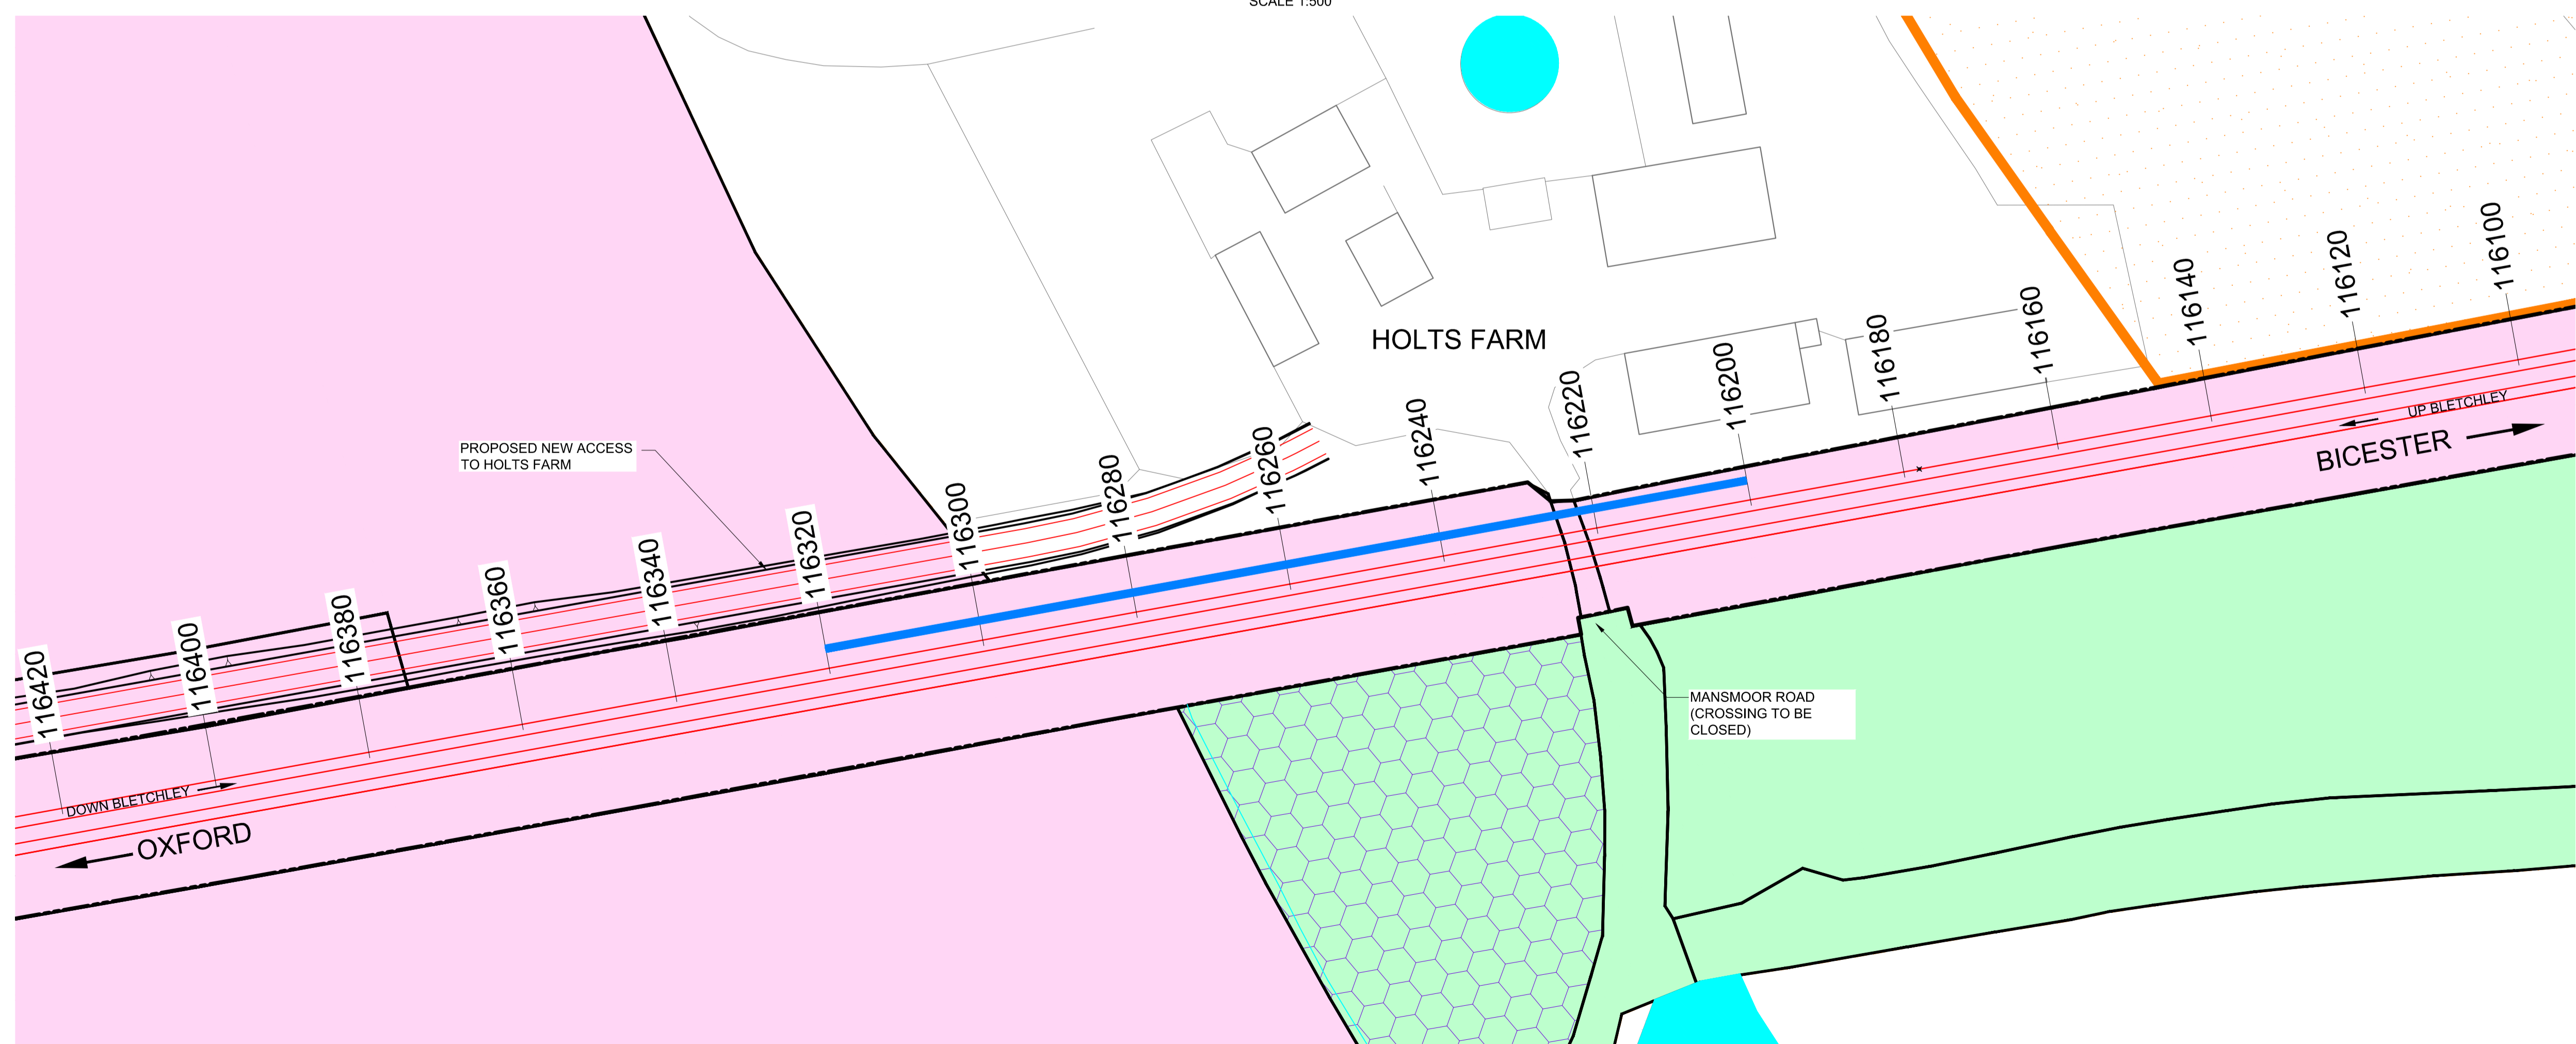 SCALE 1:500
HOLTS FARM
PROPOSED NEW ACCESS
TO HOLTS FARM
116420
116400
116380
116360
116340
116320
116300
116280
116260
116240
116220
116200
116180
116160
116140
116120
116100
UP BLETCHLEY
BICESTER
MANSMOOR ROAD
(CROSSING TO BE
CLOSED)
DOWN BLETCHLEY
OXFORD